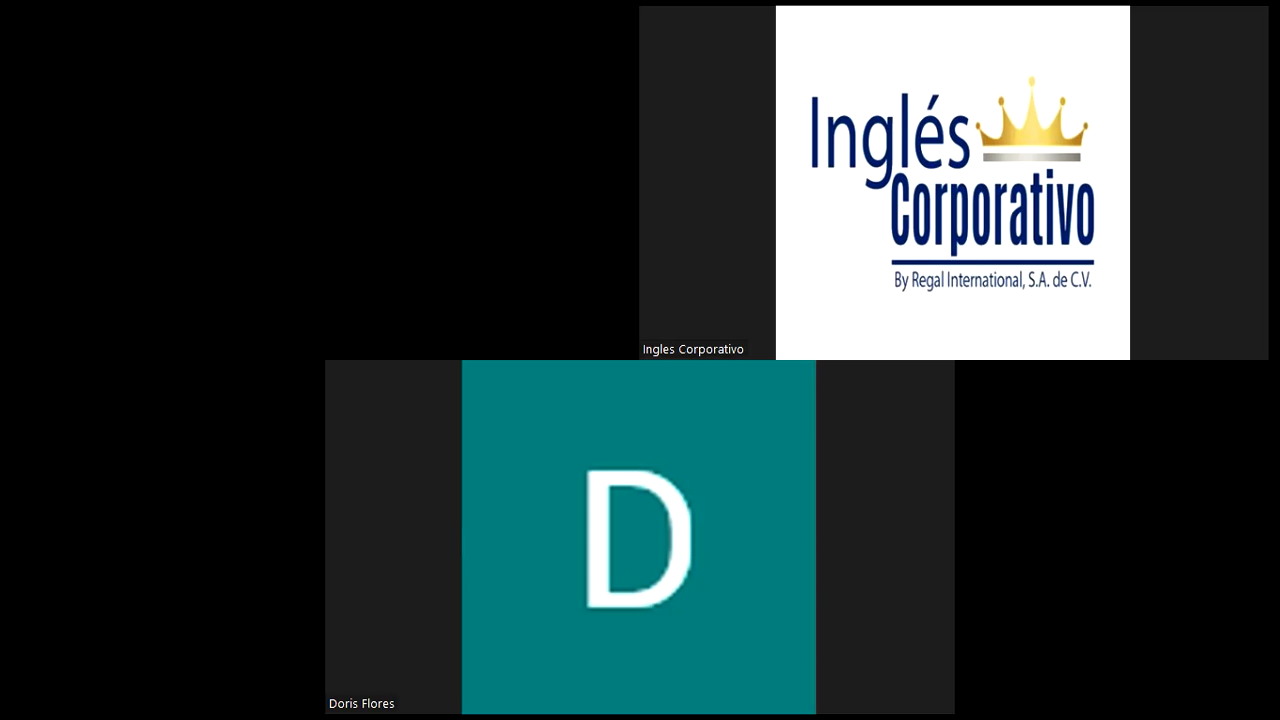 Inglés
Corporativo
By Regal International, S.A. de C.V.
Ingles Corporativo
D
Doris Flores